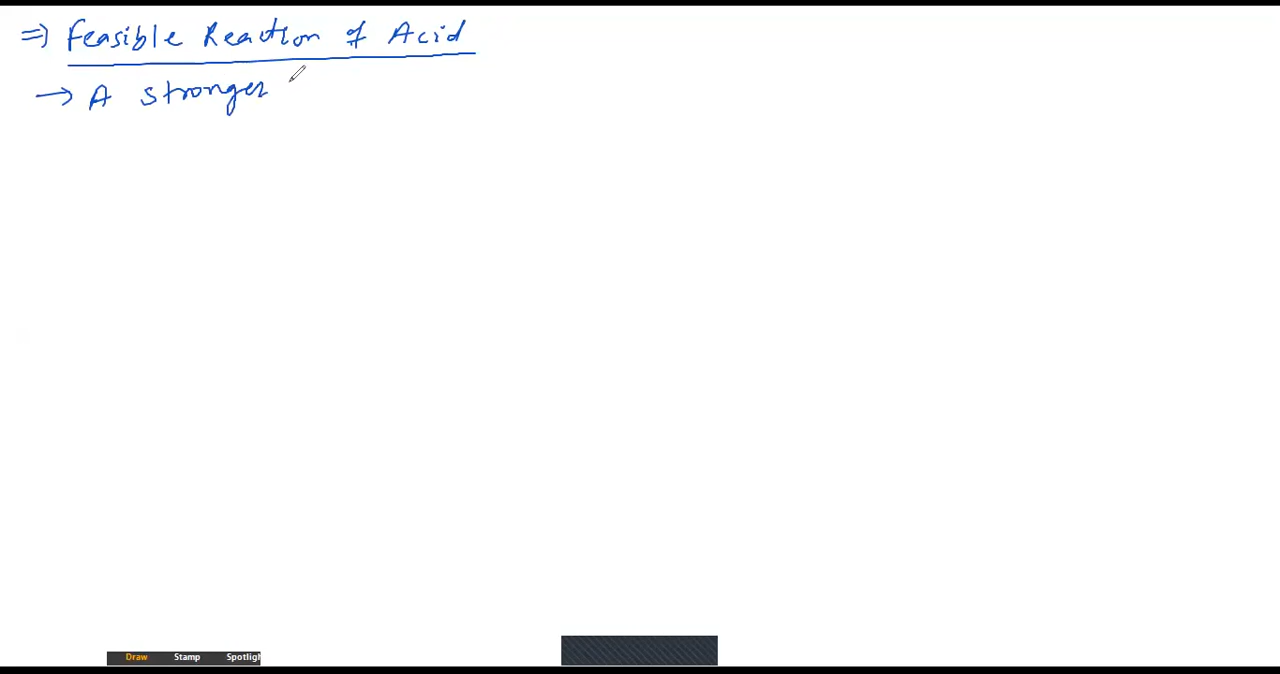 ⇒ Feasible Reaction of Acid
→ A stronger
Draw Stamp Spotligh